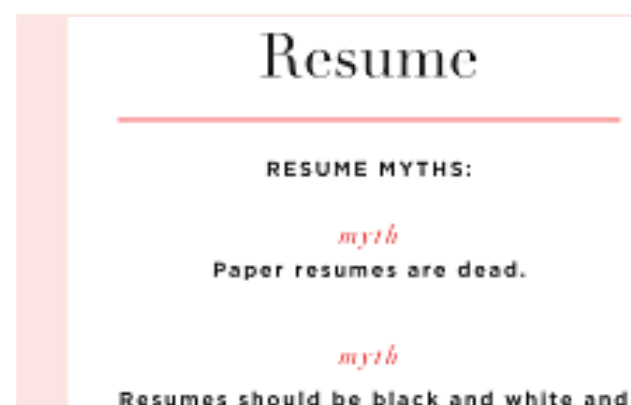 Resume
RESUME MYTHS:
myth
Paper resumes are dead.
myth
Resumes should be black and white and